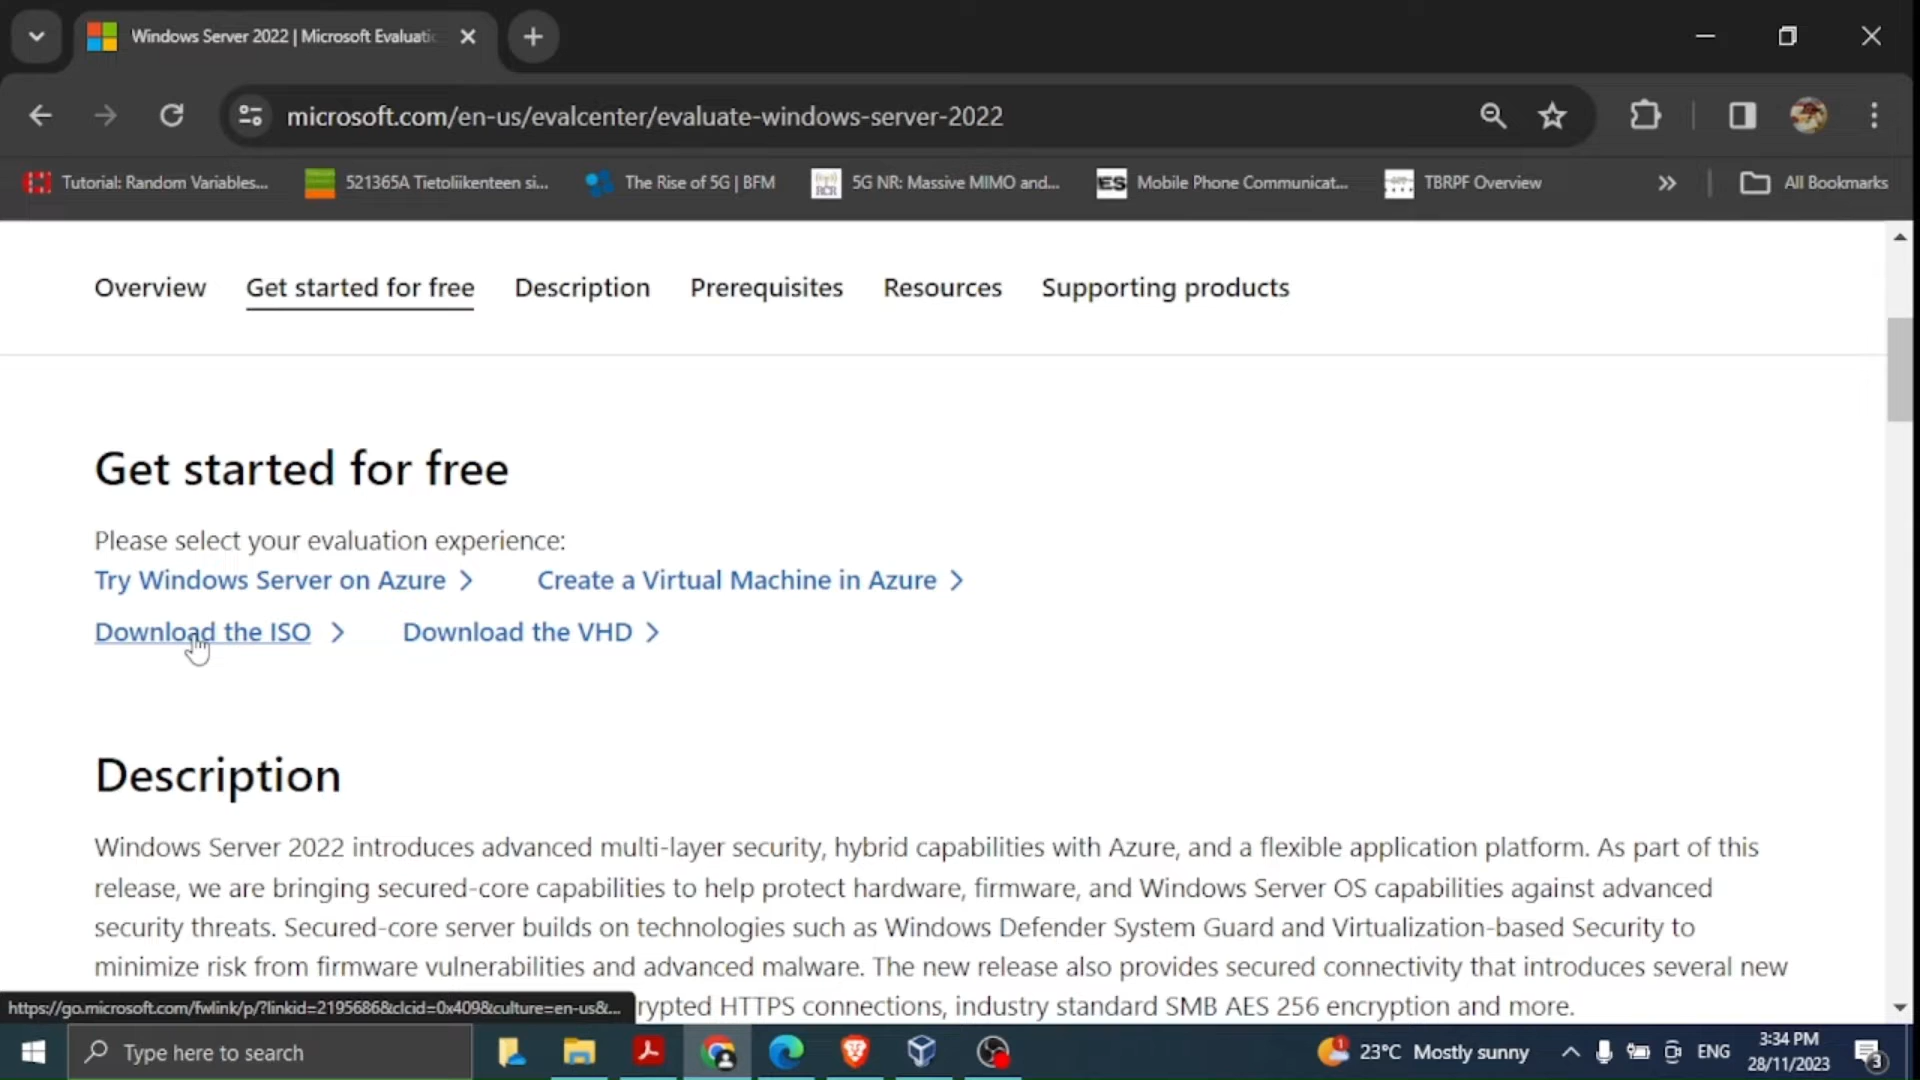 Windows Server 2022 | Microsoft Evaluatio
microsoft.com/en-us/evalcenter/evaluate-windows-server-2022
Tutorial: Random Variables...
521365A Tietoliikenteen si...
The Rise of 5G | BFM
RCR
5G NR: Massive MIMO and...
ES
Mobile Phone Communicat...
TBRPF Overview
All Bookmarks
Overview
Get started for free
Description
Prerequisites
Resources
Supporting products
Get started for free
Please select your evaluation experience:
Try Windows Server on Azure
Create a Virtual Machine in Azure
Download the ISO
Download the VHD
Description
Windows Server 2022 introduces advanced multi-layer security, hybrid capabilities with Azure, and a flexible application platform. As part of this
release, we are bringing secured-core capabilities to help protect hardware, firmware, and Windows Server OS capabilities against advanced
security threats. Secured-core server builds on technologies such as Windows Defender System Guard and Virtualization-based Security to
minimize risk from firmware vulnerabilities and advanced malware. The new release also provides secured connectivity that introduces several new
https://go.microsoft.com/fwlink/p/?linkid=2195686&clcid=0x409&culture=en-us&...
rypted HTTPS connections, industry standard SMB AES 256 encryption and more.
Type here to search
1
23°C Mostly sunny
ENG
3:34 PM
28/11/2023
3